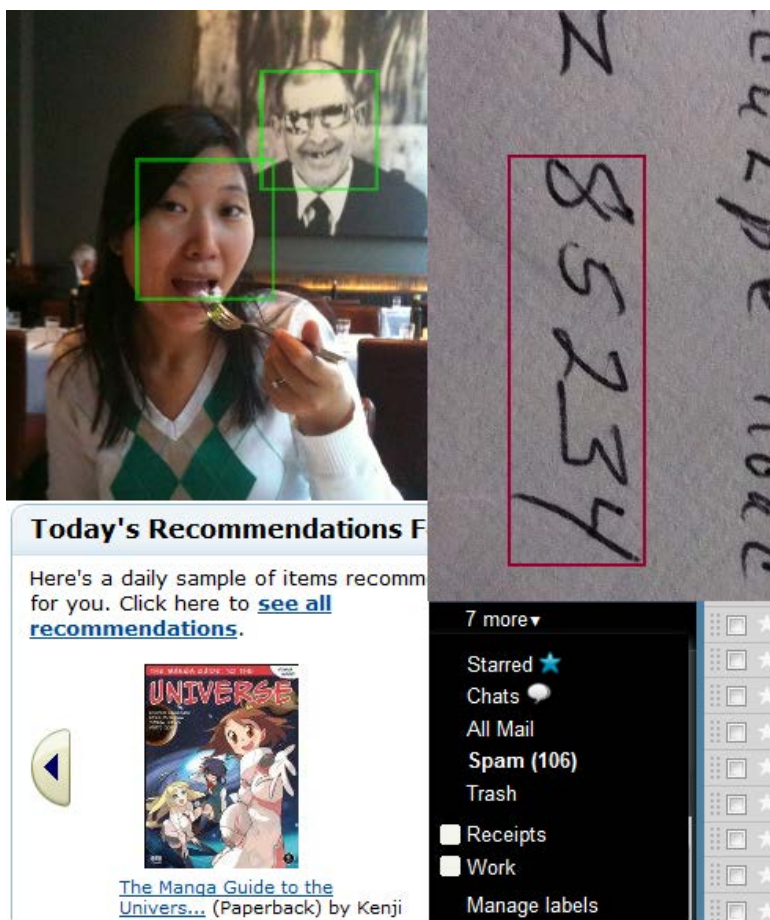 Z 85234
Today's Recommendations F
Here's a daily sample of items recomm
for you. Click here to see all
recommendations.
THE MANGA GUIDE TO THE
UNIVERSE
The Manga Guide to the
Univers... (Paperback) by Kenji
7 more▾
Starred
Chats
All Mail
Spam (106)
Trash
Receipts
Work
Manage labels